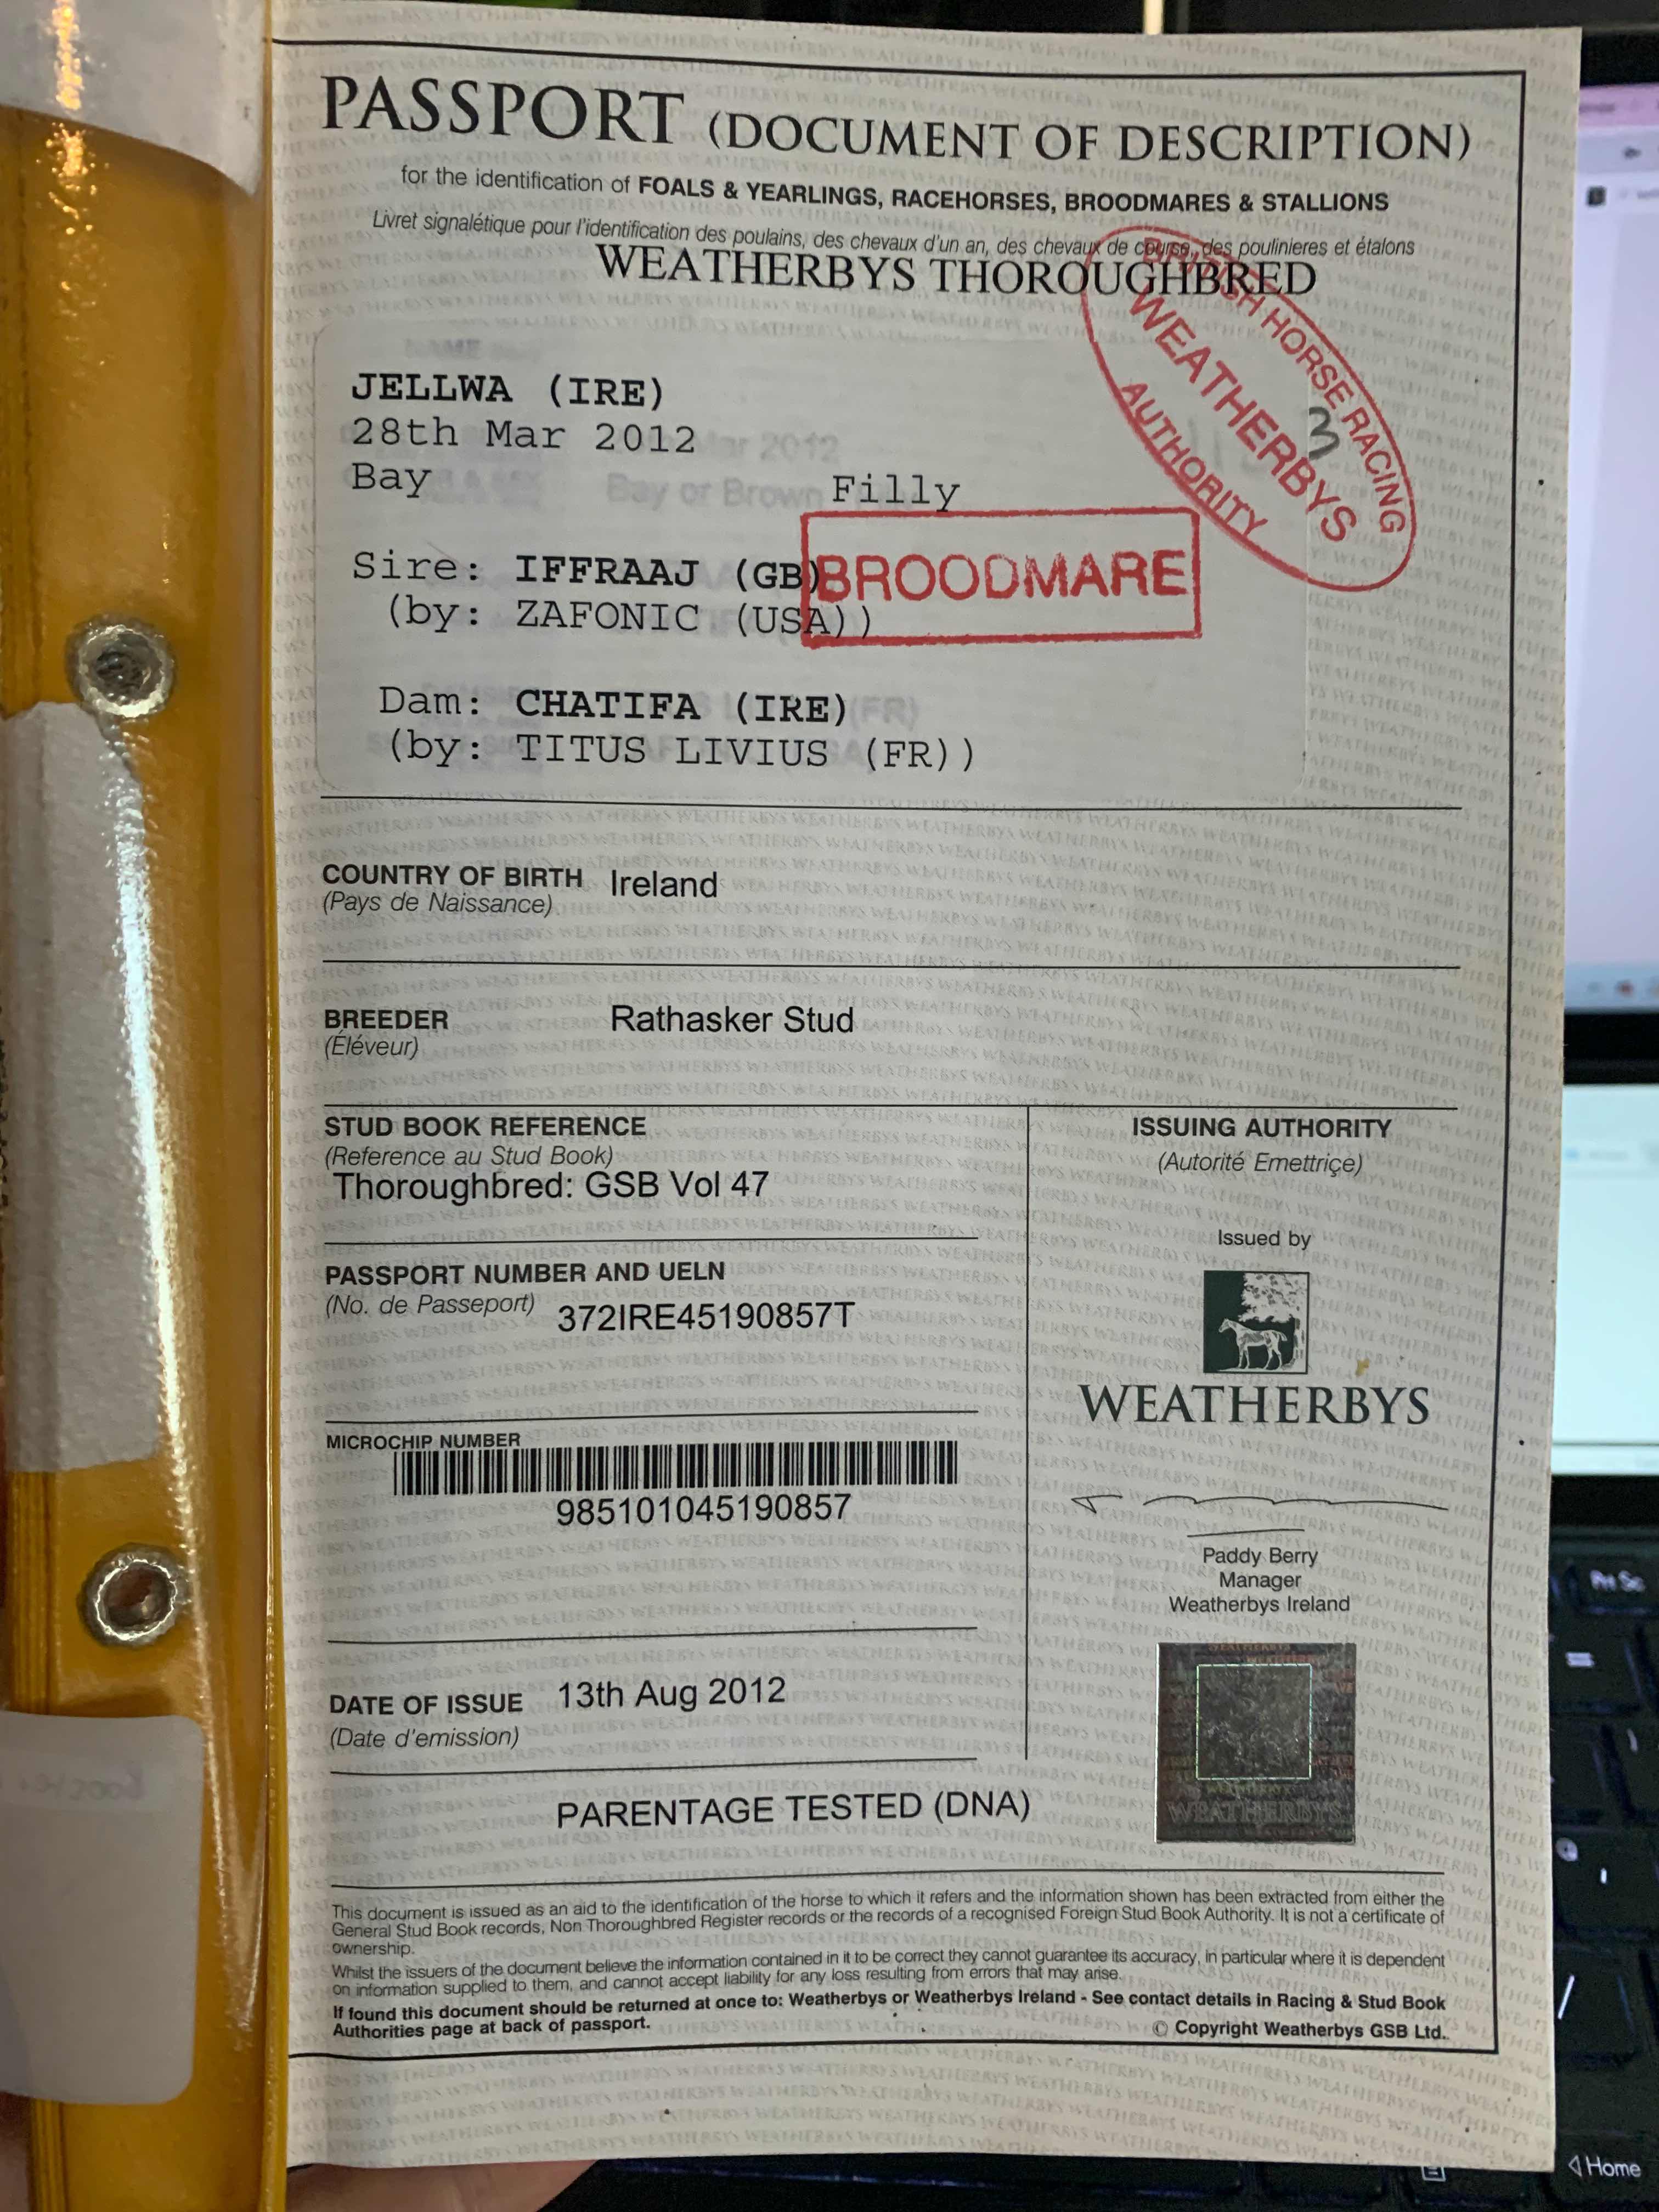 PASSPORT (DOCUMENT OF DESCRIPTION)
for the identification of FOALS & YEARLINGS, RACEHORSES, BROODMARES & STALLIONS
Livret signalétique pour l'identification des poulains, des chevaux d'un an, des chevaux de course, des poulinieres et étalons
WEATHERBYS THOROUGHBRED
BRITISH HORSE RACING
WEATHERBYS
3
AUTHORITY
JELLWA (IRE)
28th Mar 2012
Bay Filly
Bay or Brown
BROODMARE
Sire: IFFRAAJ (GB)
(by: ZAFONIC (USA))
Dam: CHATIFA (IRE)
(by: TITUS LIVIUS (FR))
COUNTRY OF BIRTH Ireland
(Pays de Naissance)
BREEDER Rathasker Stud
(Éléveur)
STUD BOOK REFERENCE
(Reference au Stud Book)
Thoroughbred: GSB Vol 47
PASSPORT NUMBER AND UELN
(No. de Passeport) 372IRE45190857T
MICROCHIP NUMBER
985101045190857
DATE OF ISSUE 13th Aug 2012
(Date d'emission)
PARENTAGE TESTED (DNA)
ISSUING AUTHORITY
(Autorité Emettriçe)
Issued by
WEATHERBYS
Paddy Berry
Manager
Weatherbys Ireland
WEATHERBYS
This document is issued as an aid to the identification of the horse to which it refers and the information shown has been extracted from either the
General Stud Book records, Non Thoroughbred Register records or the records of a recognised Foreign Stud Book Authority. It is not a certificate of
ownership.
Whilst the issuers of the document believe the information contained in it to be correct they cannot guarantee its accuracy, in particular where it is dependent
on information supplied to them, and cannot accept liability for any loss resulting from errors that may arise.
If found this document should be returned at once to: Weatherbys or Weatherbys Ireland - See contact details in Racing & Stud Book
Authorities page at back of passport.
© Copyright Weatherbys GSB Ltd.
Prt Sc
Home